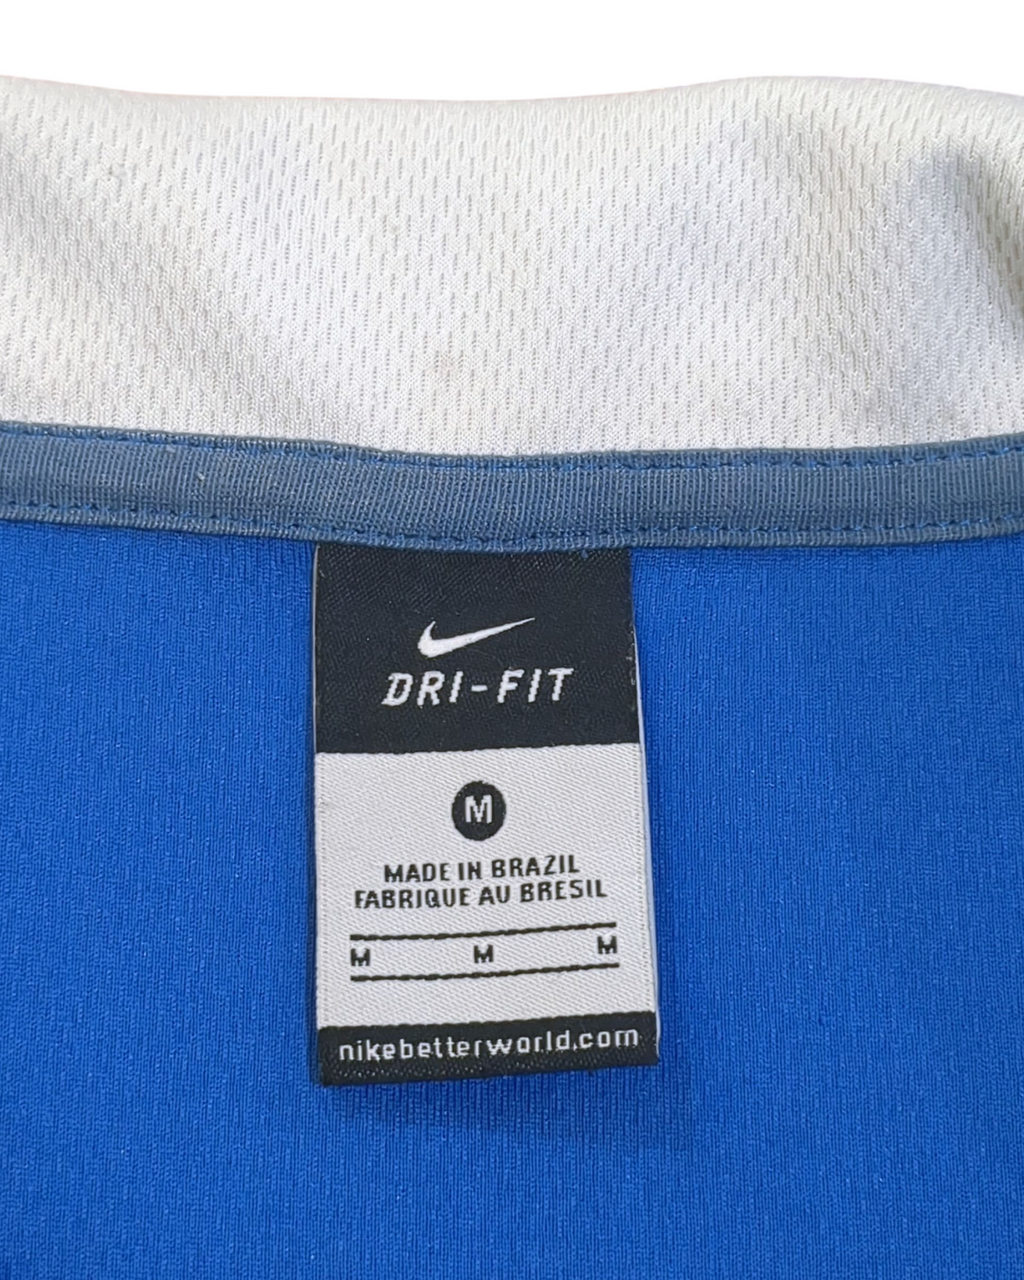 DRI-FIT
M
MADE IN BRAZIL
FABRIQUE AU BRESIL
M M M
nikebetterworld.com